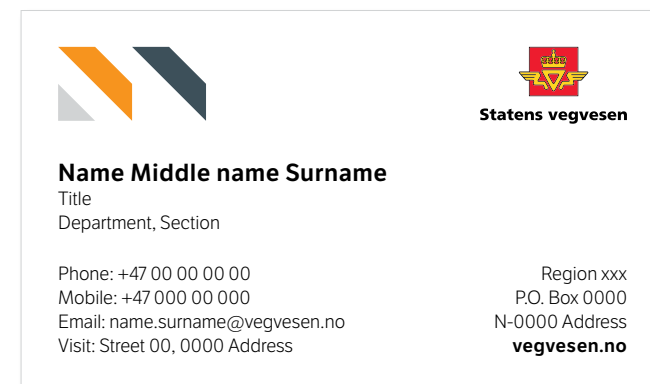 Statens vegvesen
Name Middle name Surname
Title
Department, Section
Phone: +47 00 00 00 00
Mobile: +47 000 00 000
Email: name.surname@vegvesen.no
Visit: Street 00, 0000 Address
Region xxx
P.O. Box 0000
N-0000 Address
vegvesen.no